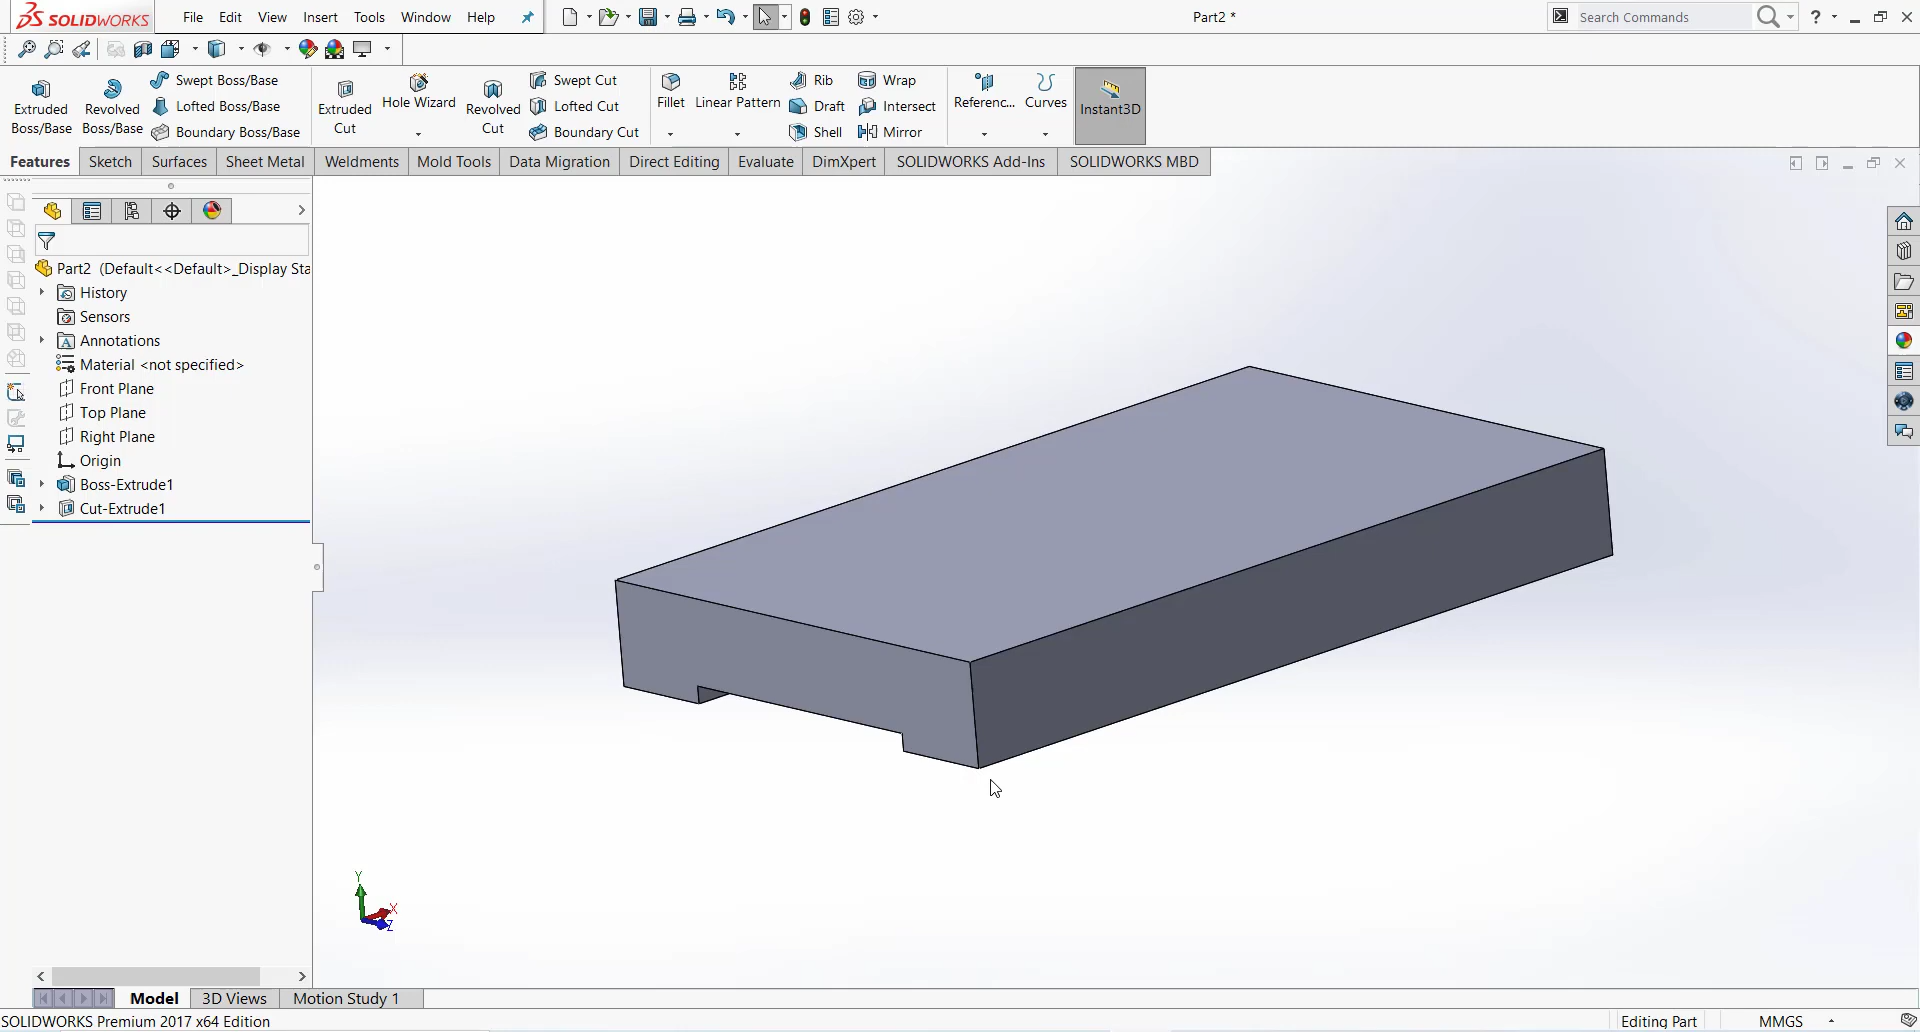 SOLIDWORKS File Edit View Insert Tools Window Help Part2 * Search Commands ?
Extruded Boss/Base
Revolved Boss/Base
Swept Boss/Base
Lofted Boss/Base
Boundary Boss/Base
Extruded Cut
Hole Wizard
Revolved Cut
Swept Cut
Lofted Cut
Boundary Cut
Fillet
Linear Pattern
Rib
Draft
Shell
Wrap
Intersect
Mirror
Referenc...
Curves
Instant3D
Features Sketch Surfaces Sheet Metal Weldments Mold Tools Data Migration Direct Editing Evaluate DimXpert SOLIDWORKS Add-Ins SOLIDWORKS MBD
Part2 (Default<<Default>_Display Sta
History
Sensors
Annotations
Material <not specified>
Front Plane
Top Plane
Right Plane
Origin
Boss-Extrude1
Cut-Extrude1
Y
X
Z
Model 3D Views Motion Study 1
SOLIDWORKS Premium 2017 x64 Edition Editing Part MMGS